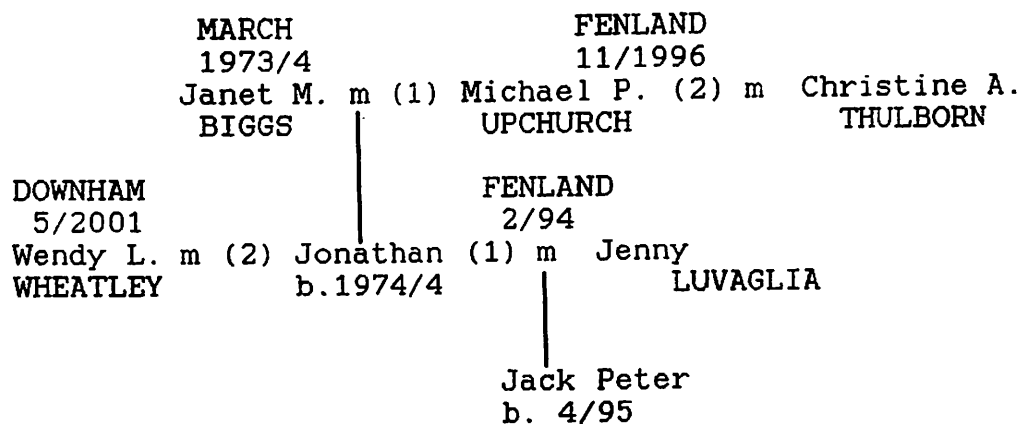 MARCH FENLAND
1973/4 11/1996
Janet M. m (1) Michael P. (2) m Christine A.
BIGGS UPCHURCH THULBORN
DOWNHAM FENLAND
5/2001 2/94
Wendy L. m (2) Jonathan (1) m Jenny
WHEATLEY b.1974/4 LUVAGLIA
Jack Peter
b. 4/95